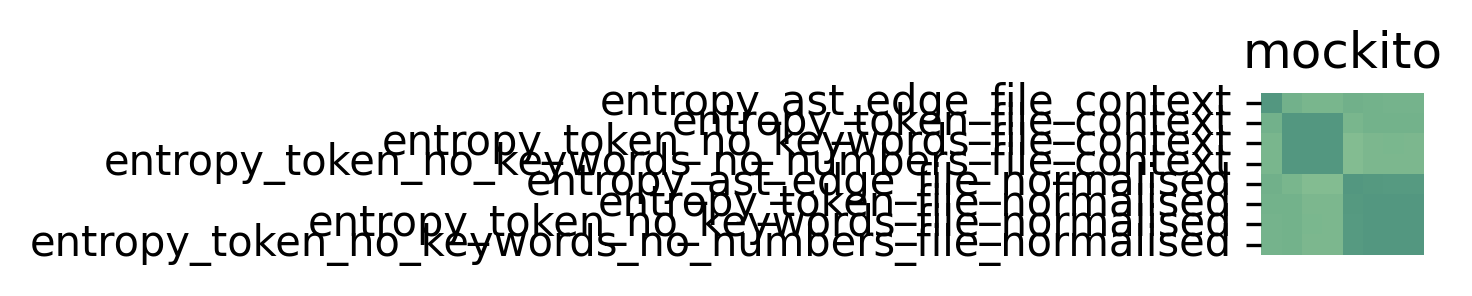 mockito
entropy_ast_edge_file_context
entropy_token_file_context
entropy_token_no_keywords_file_context
entropy_token_no_keywords_no_numbers_file_context
entropy_ast_edge_file_normalised
entropy_token_file_normalised
entropy_token_no_keywords_file_normalised
entropy_token_no_keywords_no_numbers_file_normalised